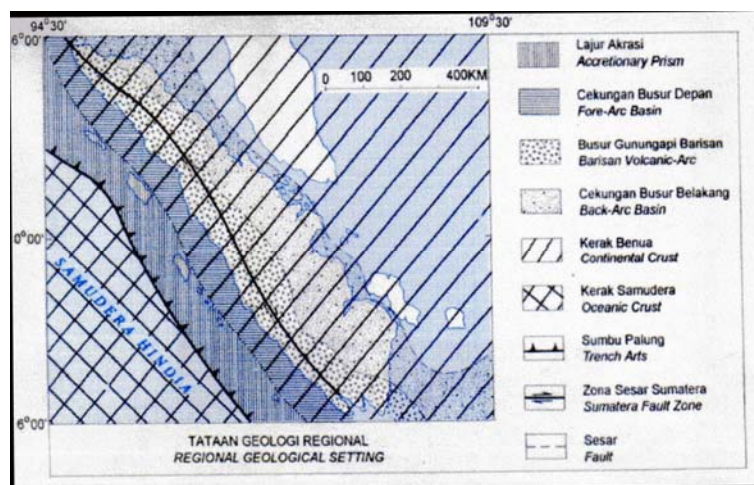 94°30'
109°30'
6°00'
0 100 200 400KM
0°00'
SAMUDERA HINDIA
6°00'
TATAAN GEOLOGI REGIONAL
REGIONAL GEOLOGICAL SETTING
Lajur Akrasi
Accretionary Prism
Cekungan Busur Depan
Fore-Arc Basin
Busur Gunungapi Barisan
Barisan Volcanic-Arc
Cekungan Busur Belakang
Back-Arc Basin
Kerak Benua
Continental Crust
Kerak Samudera
Oceanic Crust
Sumbu Palung
Trench Arts
Zona Sesar Sumatera
Sumatera Fault Zone
Sesar
Fault